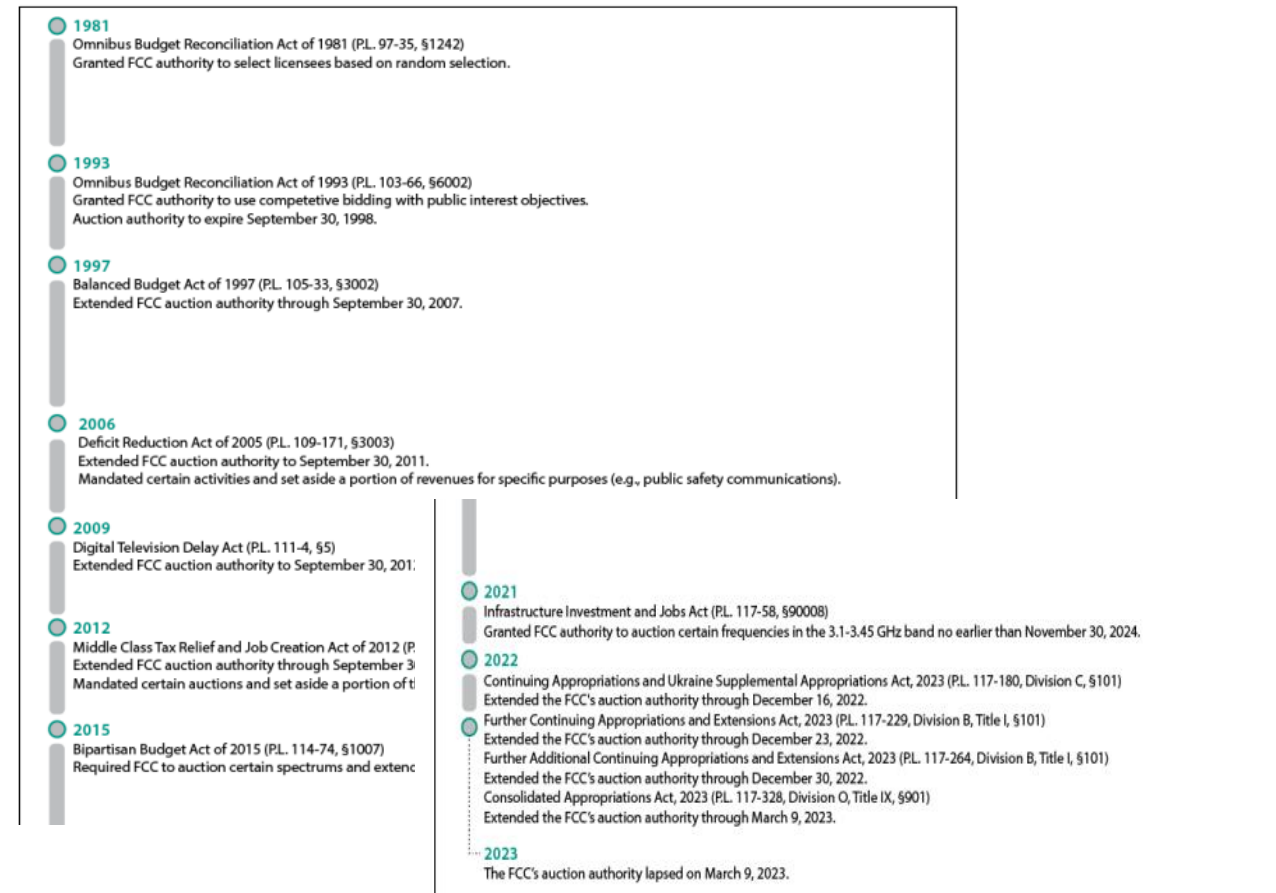 1981
Omnibus Budget Reconciliation Act of 1981 (P.L. 97-35, §1242)
Granted FCC authority to select licensees based on random selection.
1993
Omnibus Budget Reconciliation Act of 1993 (P.L. 103-66, §6002)
Granted FCC authority to use competetive bidding with public interest objectives.
Auction authority to expire September 30, 1998.
1997
Balanced Budget Act of 1997 (P.L. 105-33, §3002)
Extended FCC auction authority through September 30, 2007.
2006
Deficit Reduction Act of 2005 (P.L. 109-171, §3003)
Extended FCC auction authority to September 30, 2011.
Mandated certain activities and set aside a portion of revenues for specific purposes (e.g., public safety communications).
2009
Digital Television Delay Act (P.L. 111-4, §5)
Extended FCC auction authority to September 30,
2012
Middle Class Tax Relief and Job Creation Act of 2012
Extended FCC auction authority through September
Mandated certain auctions and set aside a portion of
2015
Bipartisan Budget Act of 2015 (P.L. 114-74, §1007)
Required FCC to auction certain spectrums and
2021
Infrastructure Investment and Jobs Act (P.L. 117-58, §90008)
Granted FCC authority to auction certain frequencies in the 3.1-3.45 GHz band no earlier than November 30, 2024.
2022
Continuing Appropriations and Ukraine Supplemental Appropriations Act, 2023 (P.L. 117-180, Division C, §101)
Extended the FCC's auction authority through December 16, 2022.
Further Continuing Appropriations and Extensions Act, 2023 (P.L. 117-229, Division B, Title I, §101)
Extended the FCC's auction authority through December 23, 2022.
Further Additional Continuing Appropriations and Extensions Act, 2023 (P.L. 117-264, Division B, Title I, §101)
Extended the FCC's auction authority through December 30, 2022.
Consolidated Appropriations Act, 2023 (P.L. 117-328, Division O, Title IX, §901)
Extended the FCC's auction authority through March 9, 2023.
2023
The FCC's auction authority lapsed on March 9, 2023.